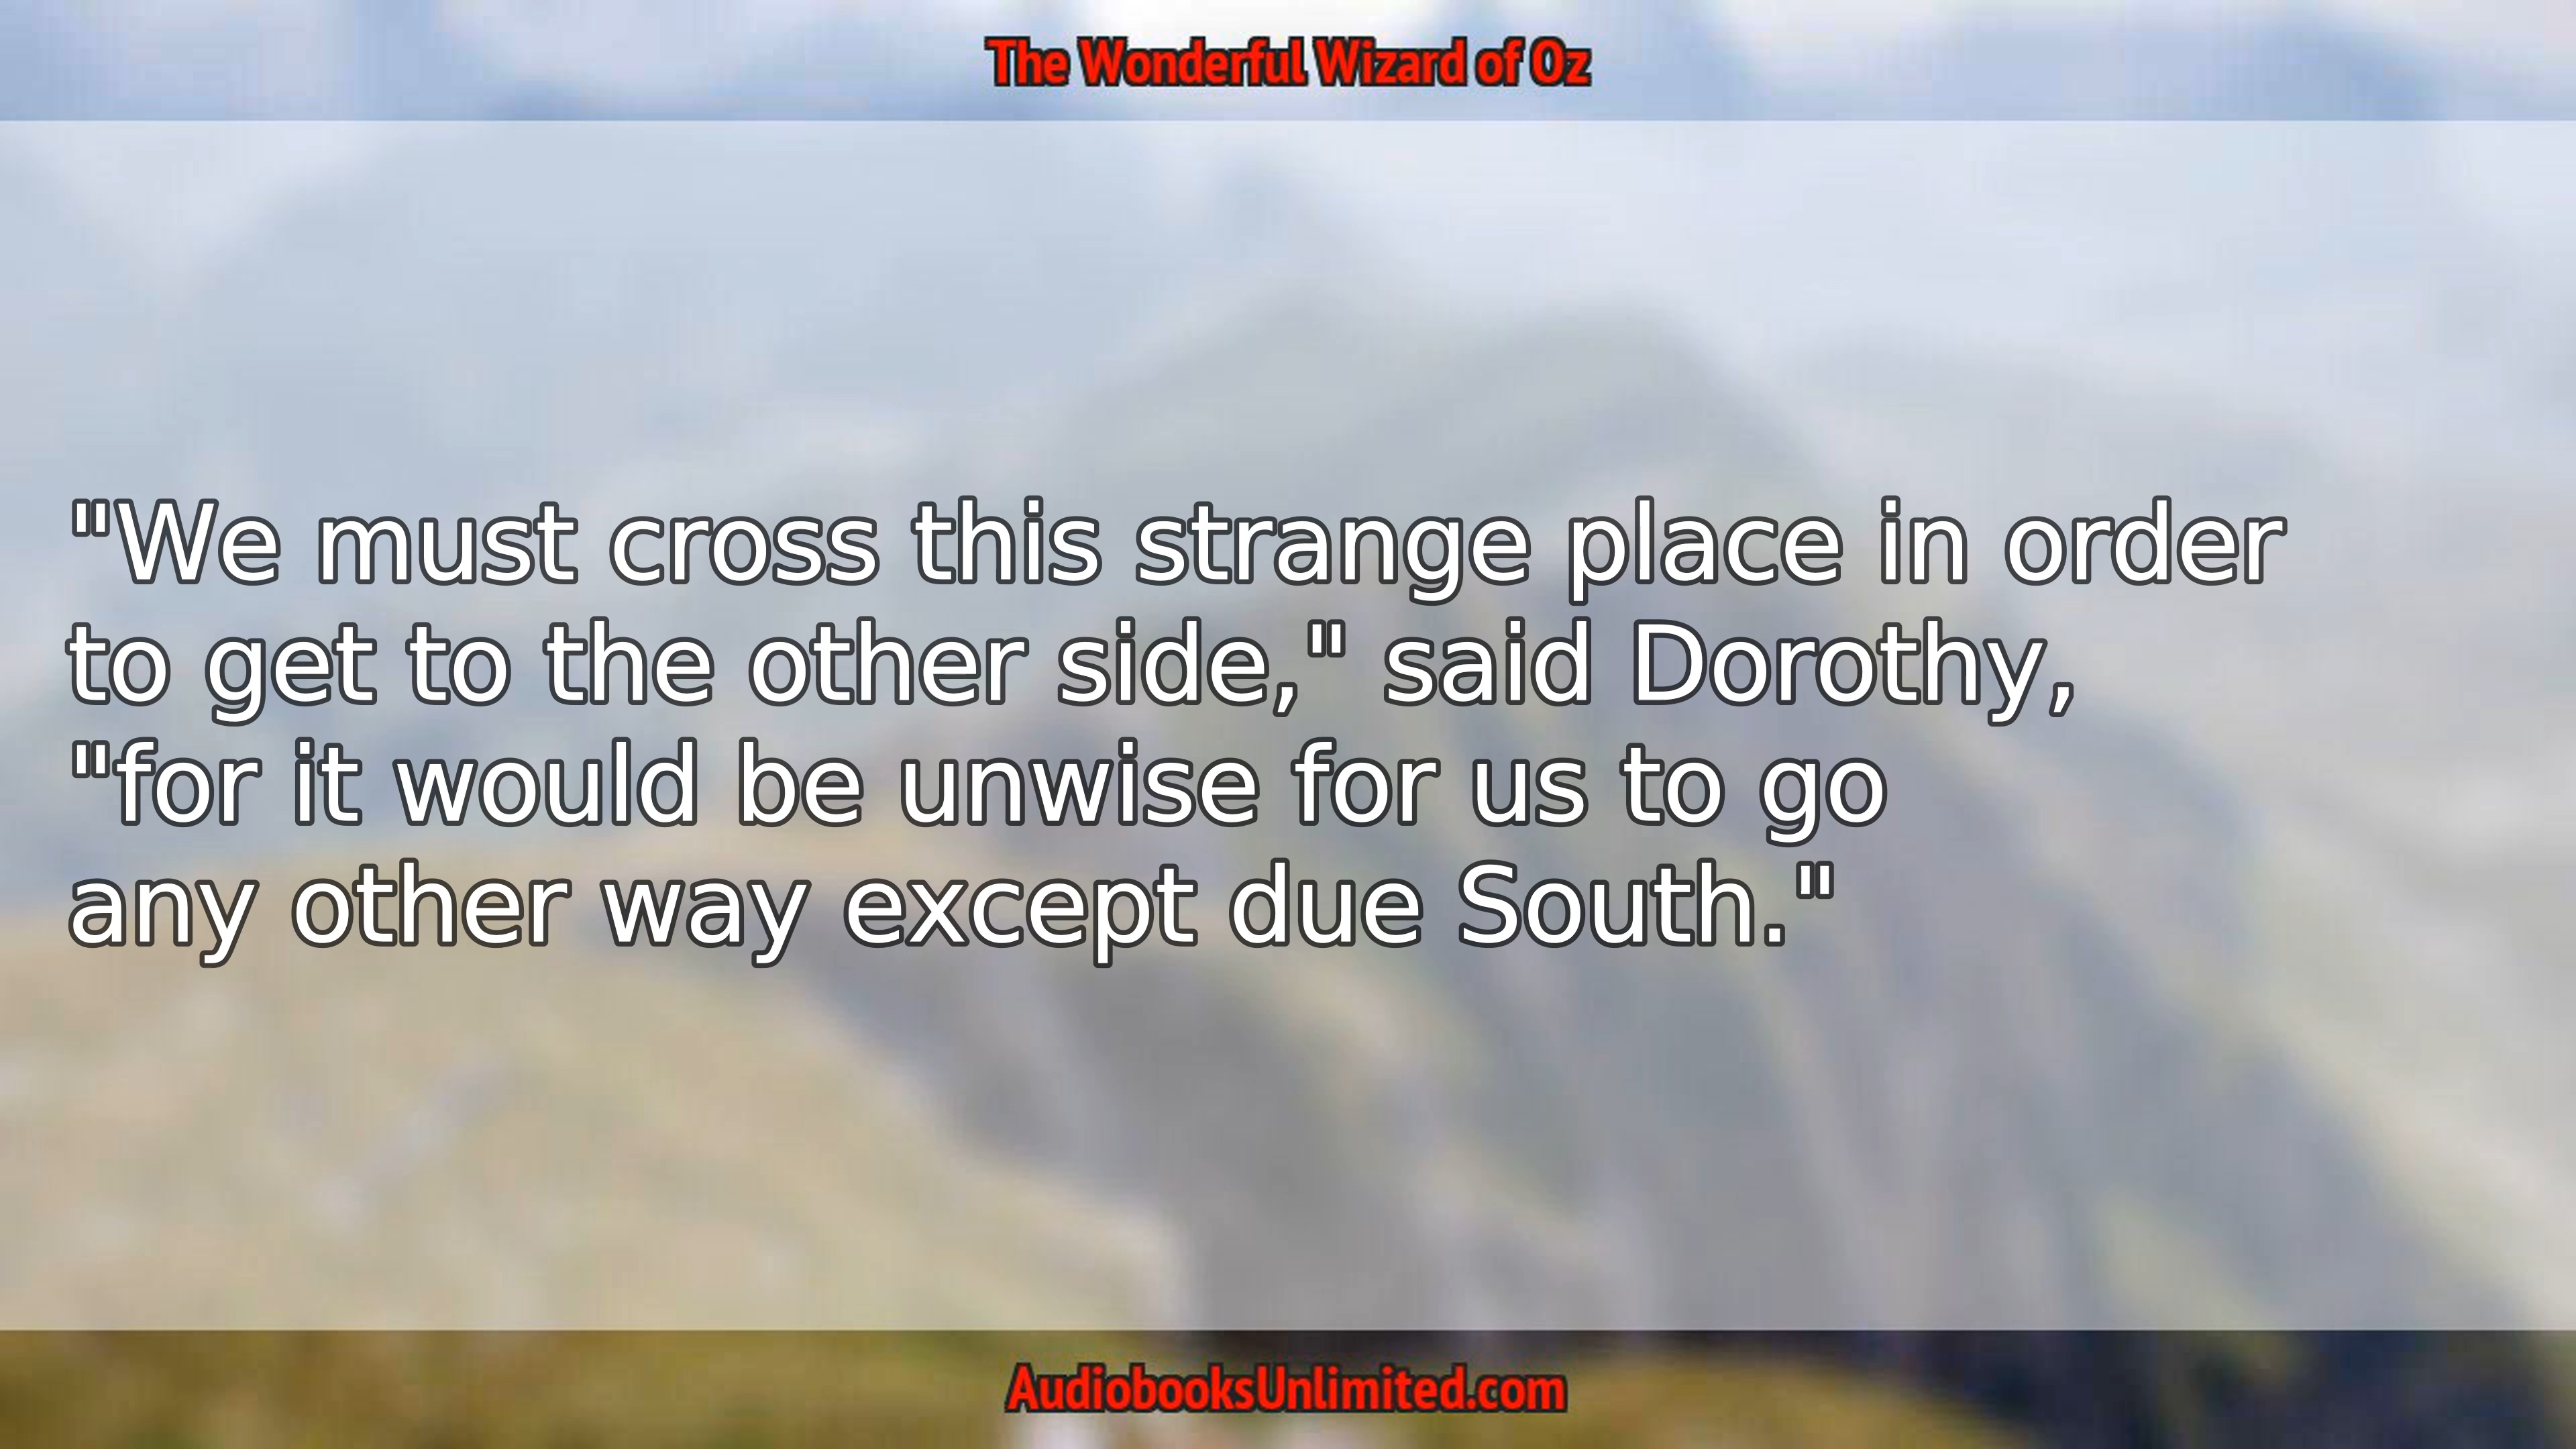 The Wonderful Wizard of Oz
"We must cross this strange place in order
to get to the other side," said Dorothy,
"for it would be unwise for us to go
any other way except due South."
AudiobooksUnlimited.com